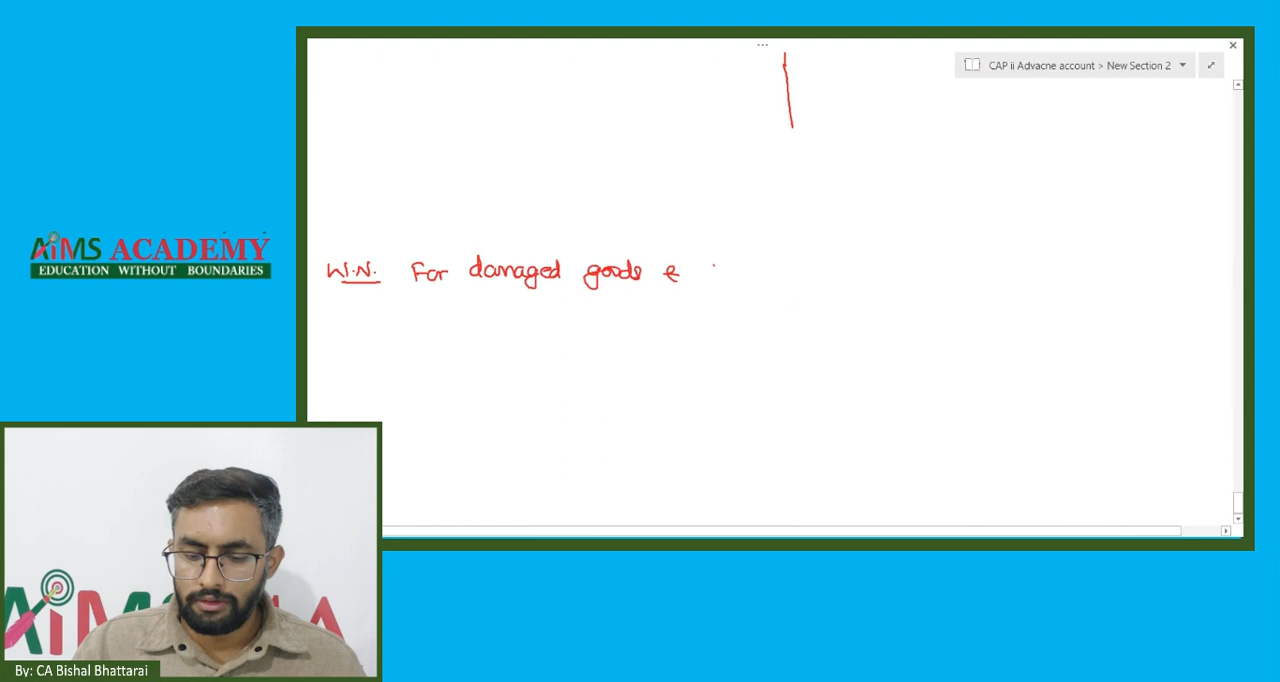 ...
CAP ii Advacne account > New Section 2
AiMS ACADEMY
EDUCATION WITHOUT BOUNDARIES
W.N. For damaged goods e
AiMS
By: CA Bishal Bhattarai